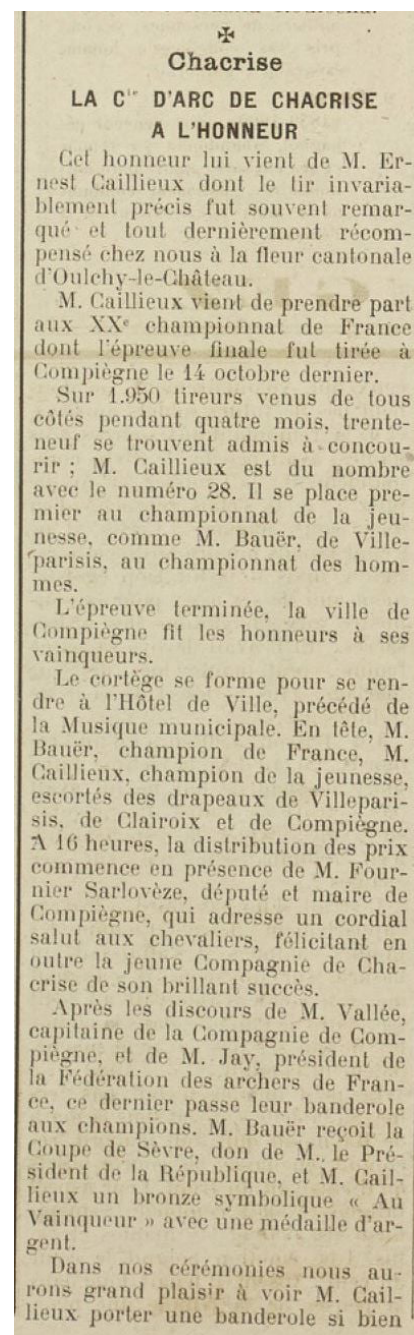 ✠
Chacrise
LA Cie D'ARC DE CHACRISE
A L'HONNEUR
Cet honneur lui vient de M. Er-
nest Caillieux dont le tir invaria-
blement précis fut souvent remar-
qué et tout dernièrement récom-
pensé chez nous à la fleur cantonale
d'Oulchy-le-Château.
M. Caillieux vient de prendre part
aux XXe championnat de France
dont l'épreuve finale fut tirée à
Compiègne le 14 octobre dernier.
Sur 1.950 tireurs venus de tous
côtés pendant quatre mois, trente-
neuf se trouvent admis à concou-
rir ; M. Caillieux est du nombre
avec le numéro 28. Il se place pre-
mier au championnat de la jeu-
nesse, comme M. Bauër, de Ville-
parisis, au championnat des hom-
mes.
L'épreuve terminée, la ville de
Compiègne fit les honneurs à ses
vainqueurs.
Le cortège se forme pour se ren-
dre à l'Hôtel de Ville, précédé de
la Musique municipale. En tête, M.
Bauër, champion de France, M.
Caillieux, champion de la jeunesse,
escortés des drapeaux de Villepari-
sis, de Clairoix et de Compiègne.
A 16 heures, la distribution des prix
commence en présence de M. Four-
nier Sarlovèze, député et maire de
Compiègne, qui adresse un cordial
salut aux chevaliers, félicitant en
outre la jeune Compagnie de Cha-
crise de son brillant succès.
Après les discours de M. Vallée,
capitaine de la Compagnie de Com-
piègne, et de M. Jay, président de
la Fédération des archers de Fran-
ce, ce dernier passe leur banderole
aux champions. M. Bauër reçoit la
Coupe de Sèvre, don de M. le Pré-
sident de la République, et M. Cail-
lieux un bronze symbolique « Au
Vainqueur » avec une médaille d'ar-
gent.
Dans nos cérémonies nous au-
rons grand plaisir à voir M. Cail-
lieux porter une banderole si bien